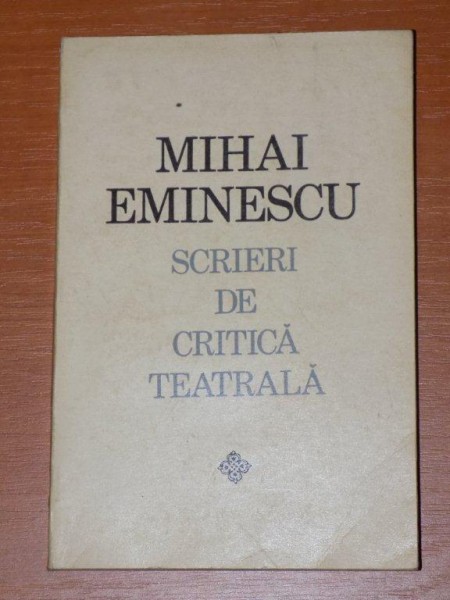 MIHAI
EMINESCU
SCRIERI
DE
CRITICĂ
TEATRALĂ